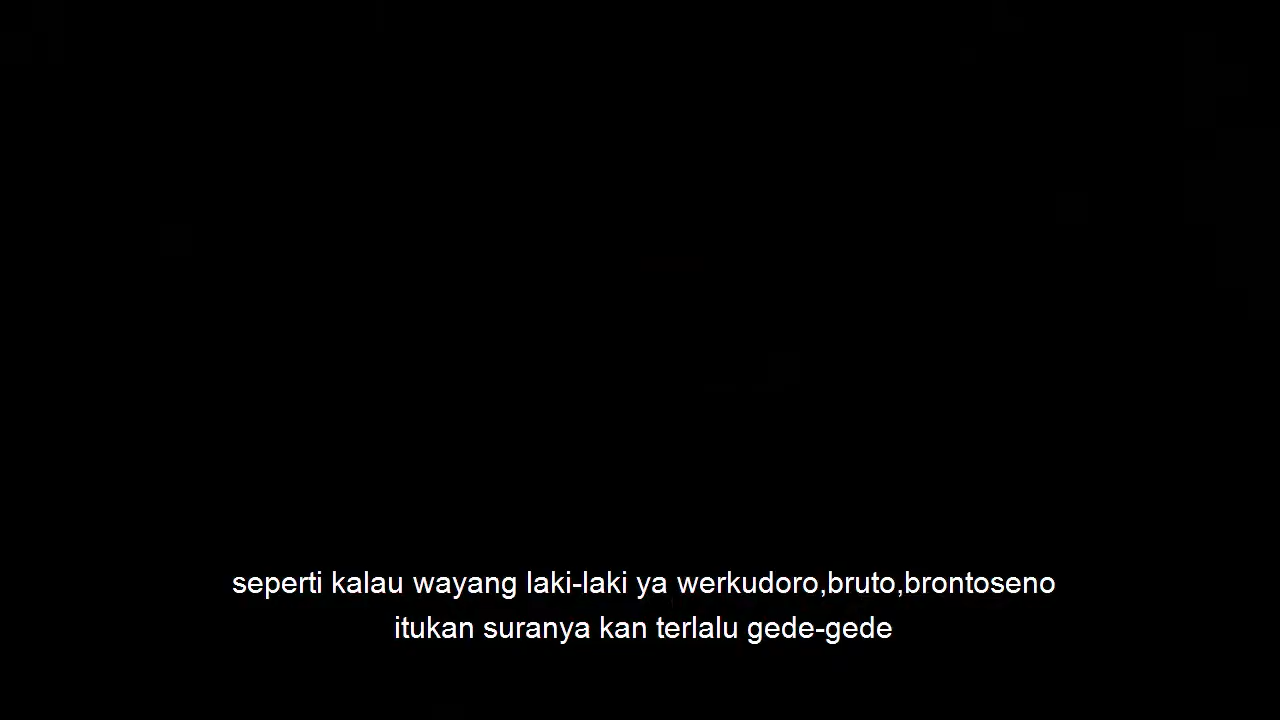 seperti kalau wayang laki-laki ya werkudoro,bruto,brontoseno
itukan suranya kan terlalu gede-gede